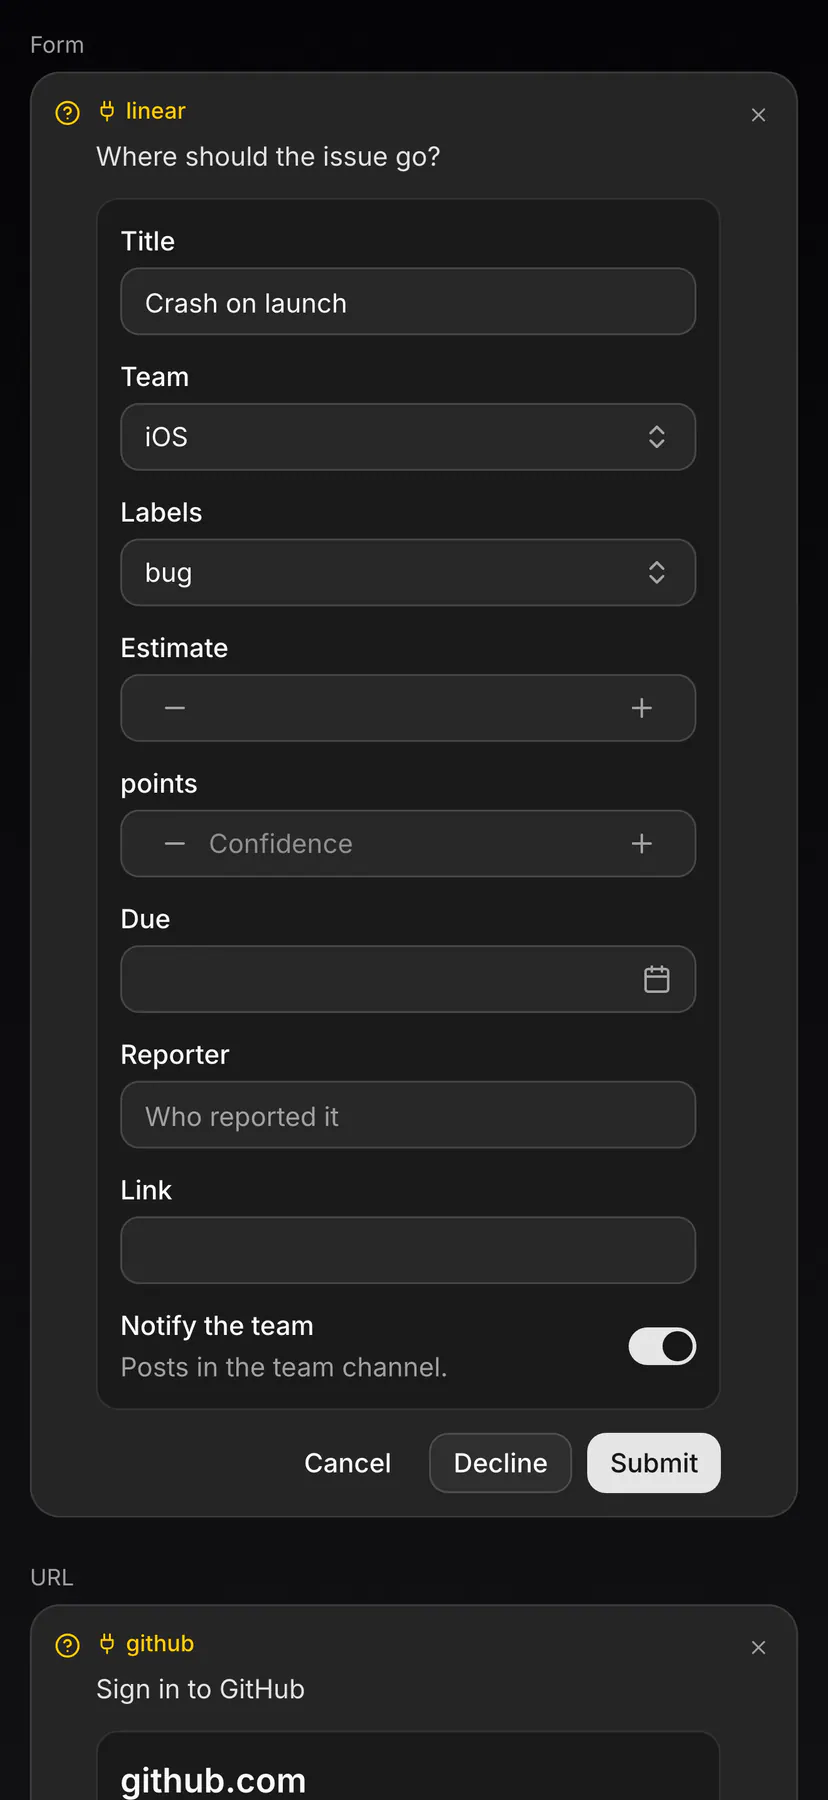 Form
linear
Where should the issue go?
Title
Crash on launch
Team
iOS
Labels
bug
Estimate
points
Confidence
Due
Reporter
Who reported it
Link
Notify the team
Posts in the team channel.
Cancel Decline Submit
URL
github
Sign in to GitHub
github.com